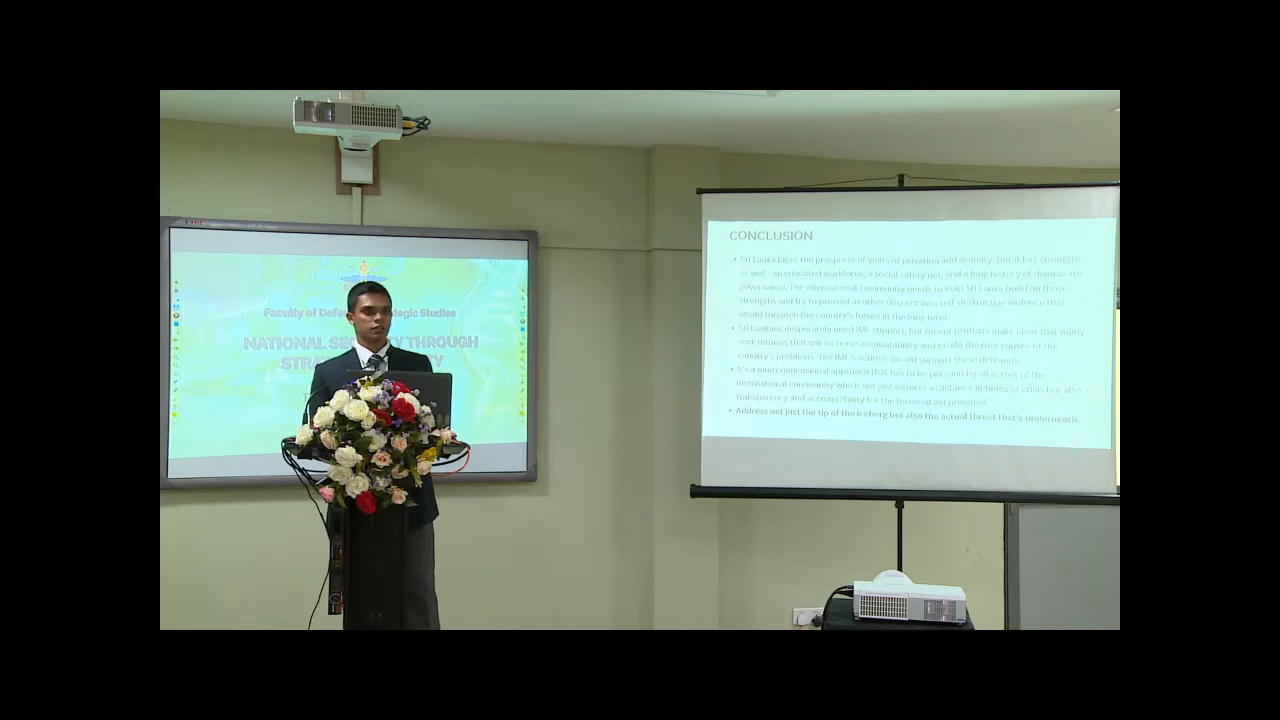 Faculty of Defe gic Studies
NATIONAL SEC Y THROUGH
STRA
CONCLUSION
Sri Lanka faces the prospects of years of privation and scarcity. But it has strengths
as well—an educated workforce, a social safety net, and a long history of democratic
governance. The international community needs to help Sri Lanka build on those
strengths and try to prevent another descent into self-destructive violence that
would threaten the country's future in the long term.
Sri Lankans desperately need IMF support, but recent protests make clear that many
want reforms that will increase accountability and tackle the root causes of the
country's problems. The IMF's actions should support those demands.
It's a multi-dimensional approach that has to be pursued by all actors of the
international community which not just ensures assistance in times of crisis but also
transparency and accountability for the financial aid provided.
Address not just the tip of the iceberg but also the actual threat that's underneath.